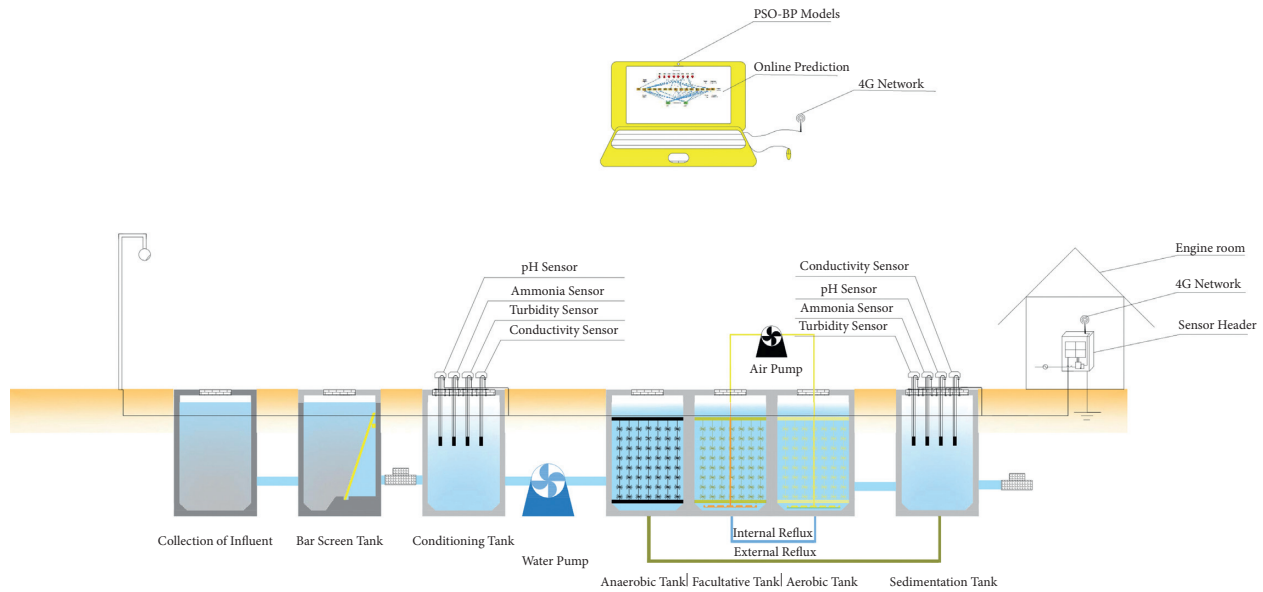 PSO-BP Models
Online Prediction
4G Network
pH Sensor
Ammonia Sensor
Turbidity Sensor
Conductivity Sensor
Conductivity Sensor
pH Sensor
Ammonia Sensor
Turbidity Sensor
Engine room
4G Network
Sensor Header
Air Pump
Internal Reflux
External Reflux
Collection of Influent
Bar Screen Tank
Conditioning Tank
Water Pump
Anaerobic Tank| Facultative Tank| Aerobic Tank
Sedimentation Tank